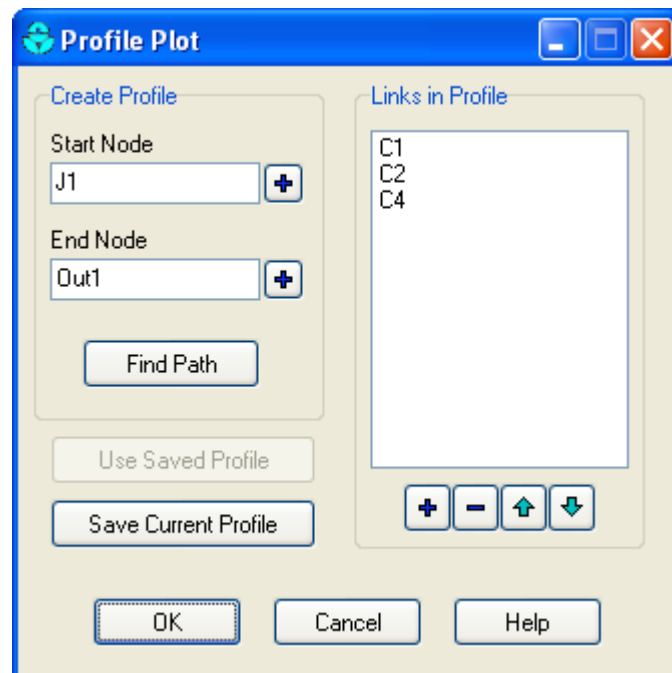 Profile Plot
Create Profile
Start Node
J1
End Node
Out1
Find Path
Use Saved Profile
Save Current Profile
Links in Profile
C1
C2
C4
OK
Cancel
Help